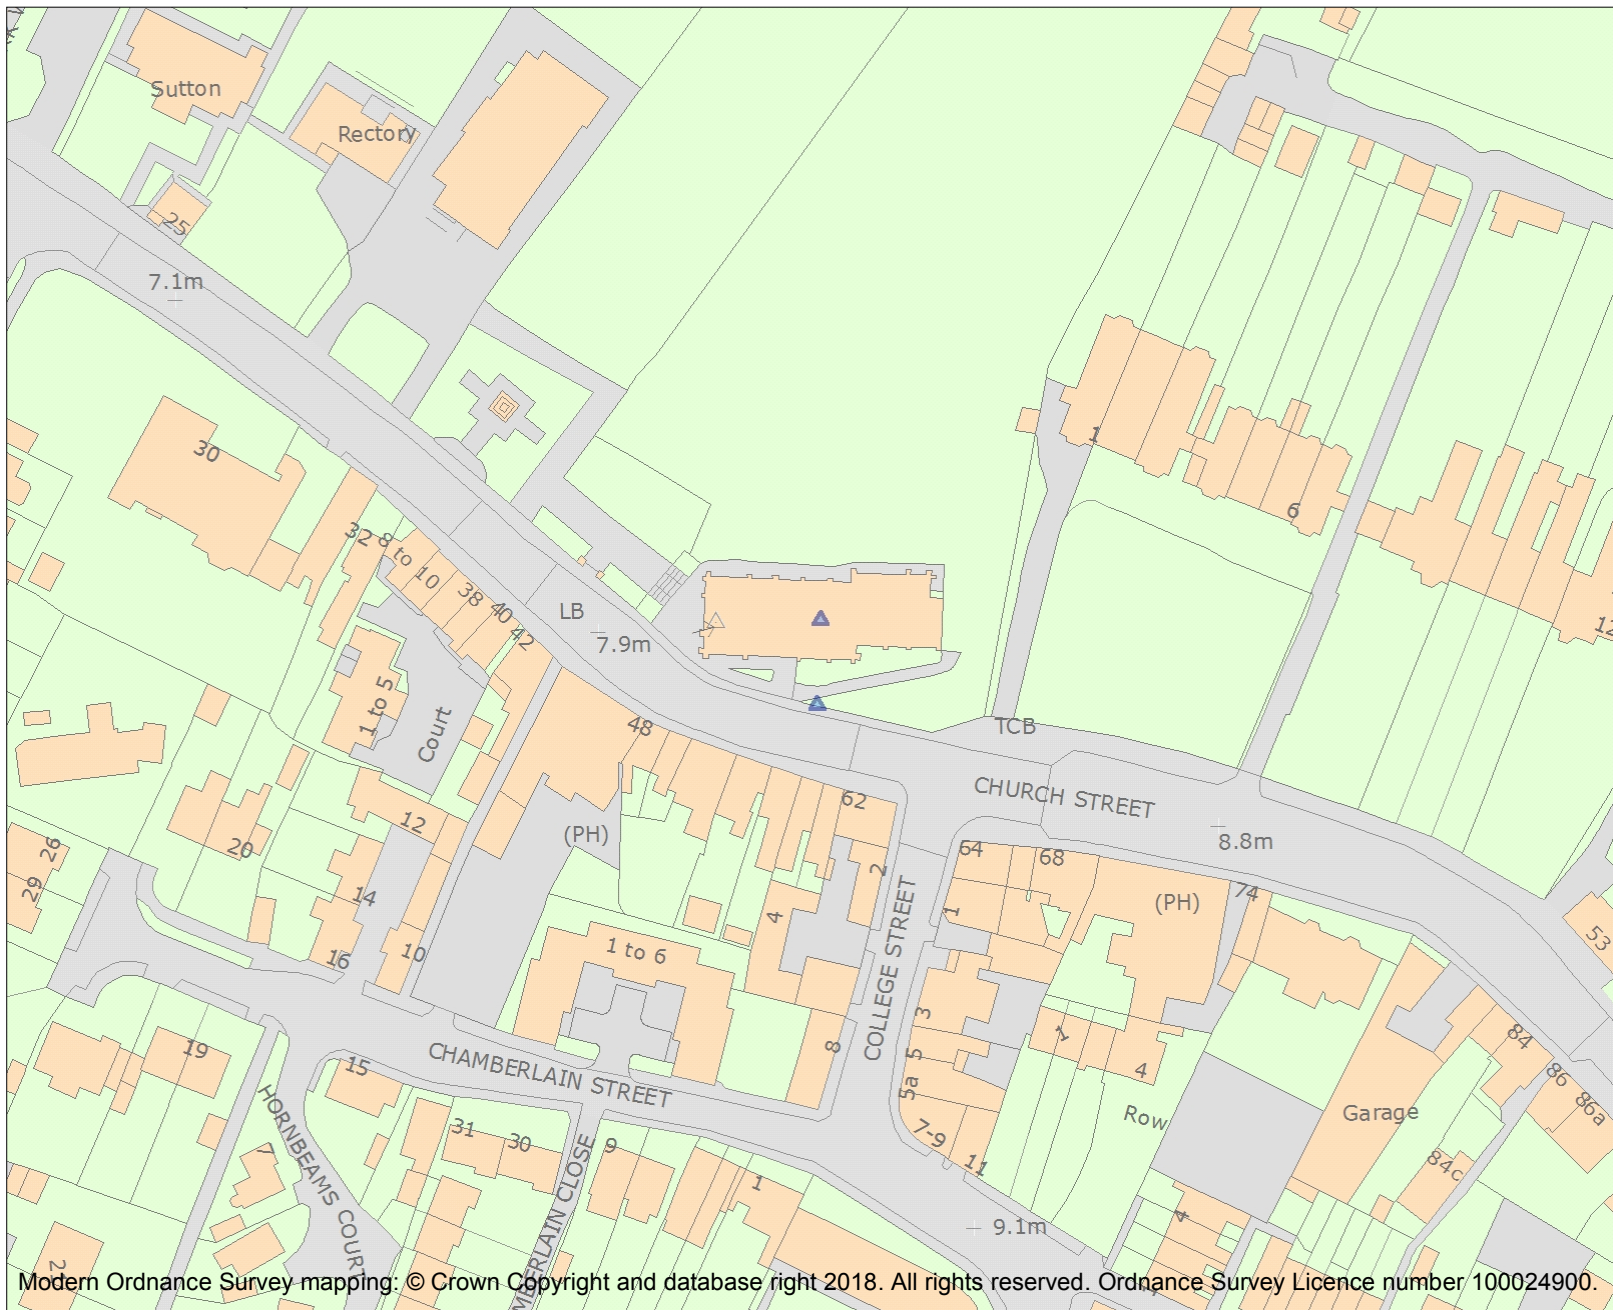 Sutton
Rectory
25
7.1m
30
32
8 to 10
38
40
42
LB
7.9m
1
6
12
1 to 5
Court
48
TCB
CHURCH STREET
8.8m
(PH)
62
64
68
(PH)
74
53
12
20
26
29
14
16
10
2
4
1
1 to 6
COLLEGE STREET
3
5
5a
8
7-9
11
1
4
Row
Garage
84
86
86a
84c
19
15
CHAMBERLAIN STREET
HORNBEAMS COURT
7
31
30
9
1
MBERLAIN CLOSE
9.1m
4
Modern Ordnance Survey mapping: © Crown Copyright and database right 2018. All rights reserved. Ordnance Survey Licence number 100024900.